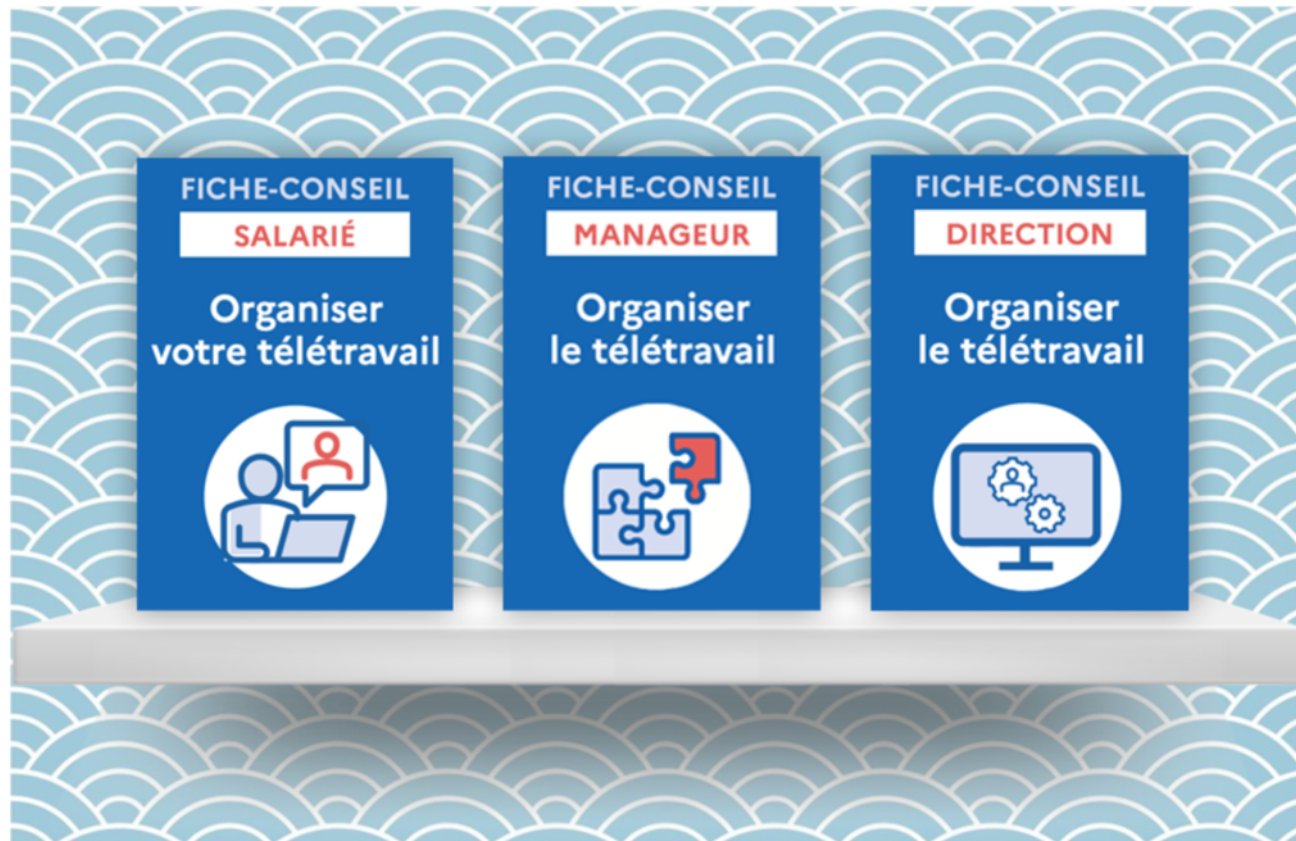 FICHE-CONSEIL
SALARIÉ
Organiser
votre télétravail
FICHE-CONSEIL
MANAGEUR
Organiser
le télétravail
FICHE-CONSEIL
DIRECTION
Organiser
le télétravail